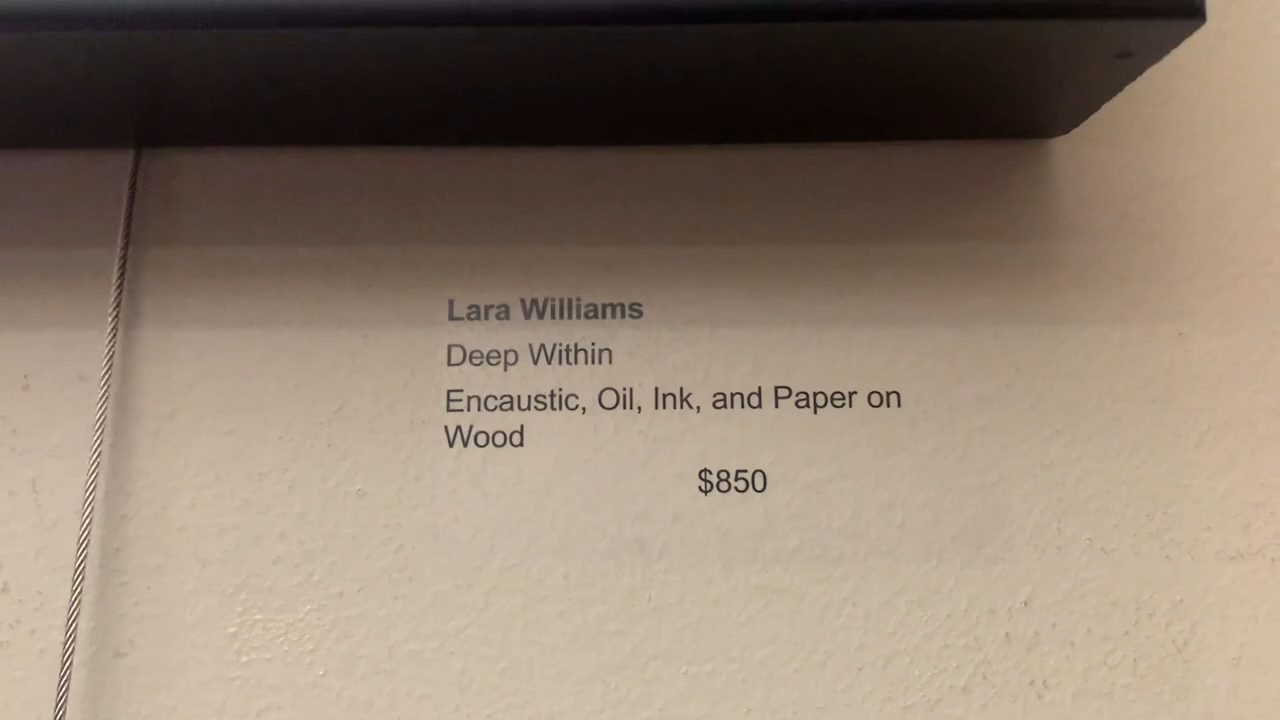 Lara Williams
Deep Within
Encaustic, Oil, Ink, and Paper on
Wood
$850